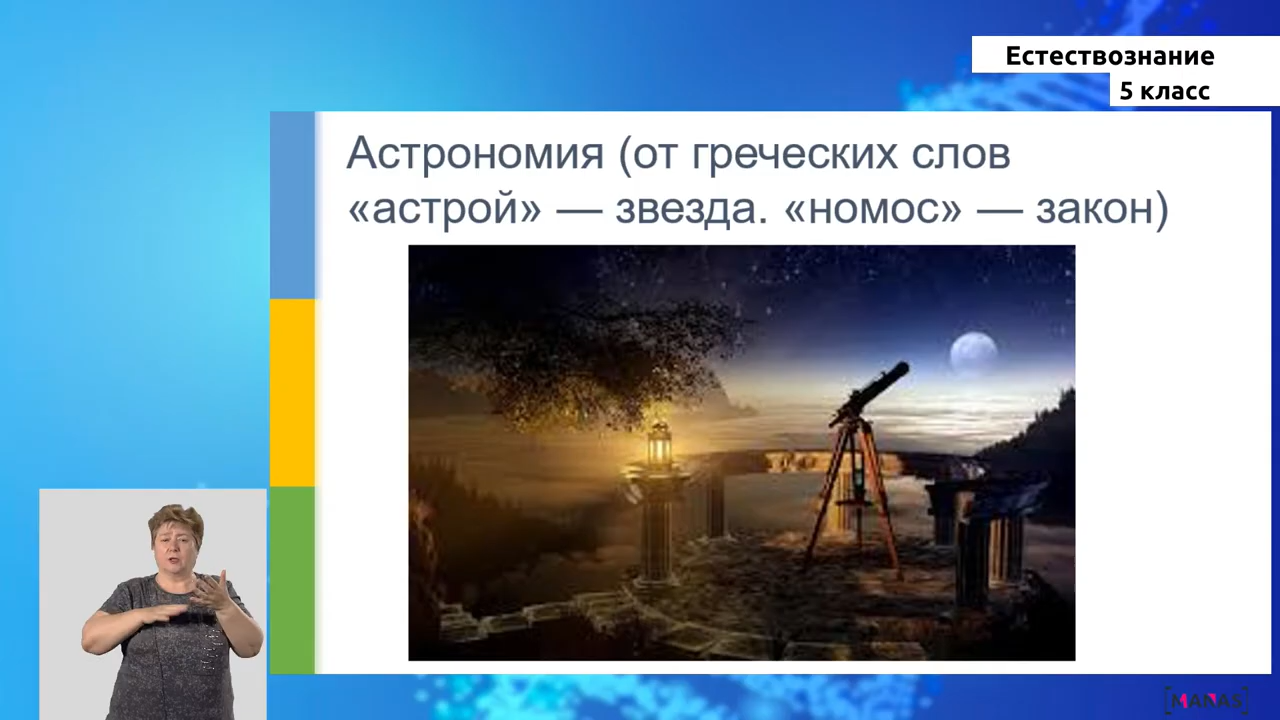 Естествознание
5 класс
Астрономия (от греческих слов
«астрой» — звезда. «номос» — закон)
[MANAS]